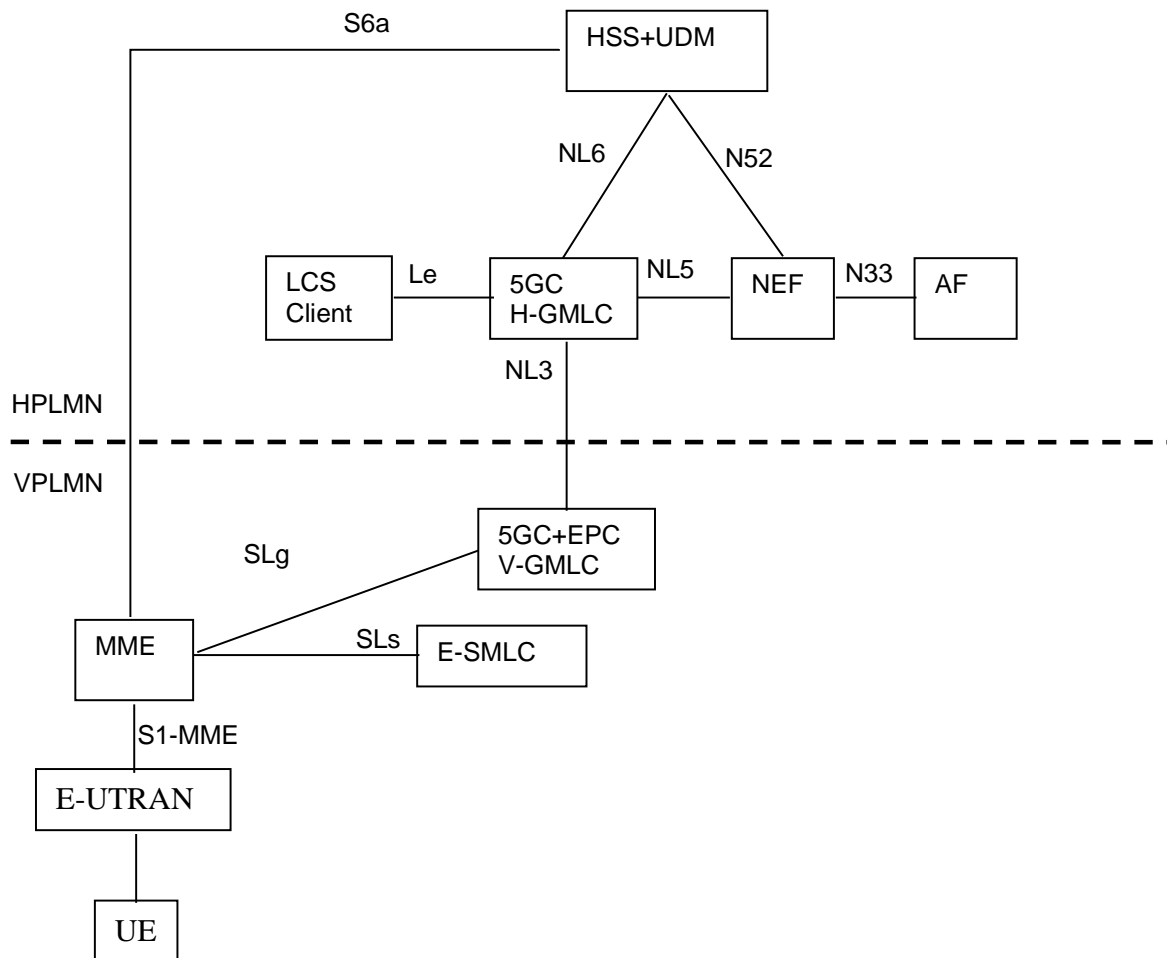 S6a
HSS+UDM
NL6
N52
LCS
Client
Le
5GC
H-GMLC
NL5
NEF
N33
AF
NL3
HPLMN
VPLMN
5GC+EPC
V-GMLC
SLg
MME
SLs
E-SMLC
S1-MME
E-UTRAN
UE